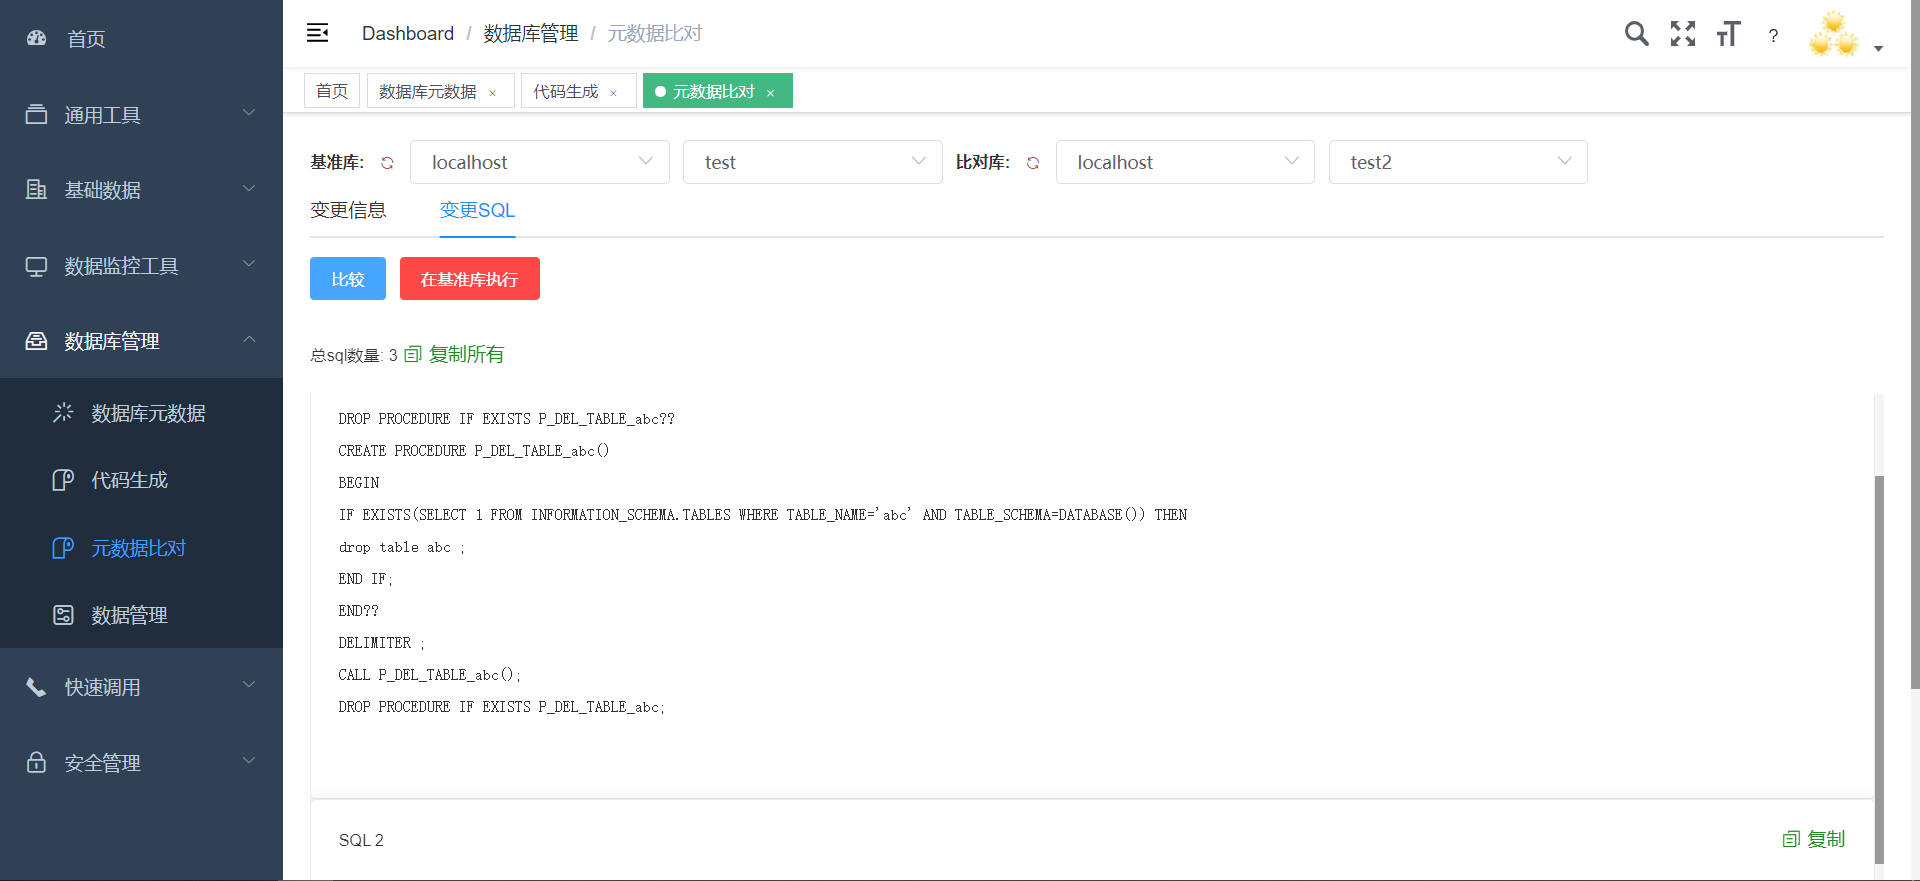 首页
通用工具
基础数据
数据监控工具
数据库管理
数据库元数据
代码生成
元数据比对
数据管理
快速调用
安全管理
Dashboard / 数据库管理 / 元数据比对
?
首页 数据库元数据 × 代码生成 × 元数据比对 ×
基准库: localhost test 比对库: localhost test2
变更信息 变更SQL
比较 在基准库执行
总sql数量: 3 复制所有
DROP PROCEDURE IF EXISTS P_DEL_TABLE_abc??
CREATE PROCEDURE P_DEL_TABLE_abc()
BEGIN
IF EXISTS(SELECT 1 FROM INFORMATION_SCHEMA.TABLES WHERE TABLE_NAME='abc' AND TABLE_SCHEMA=DATABASE()) THEN
drop table abc ;
END IF;
END??
DELIMITER ;
CALL P_DEL_TABLE_abc();
DROP PROCEDURE IF EXISTS P_DEL_TABLE_abc;
SQL 2 复制